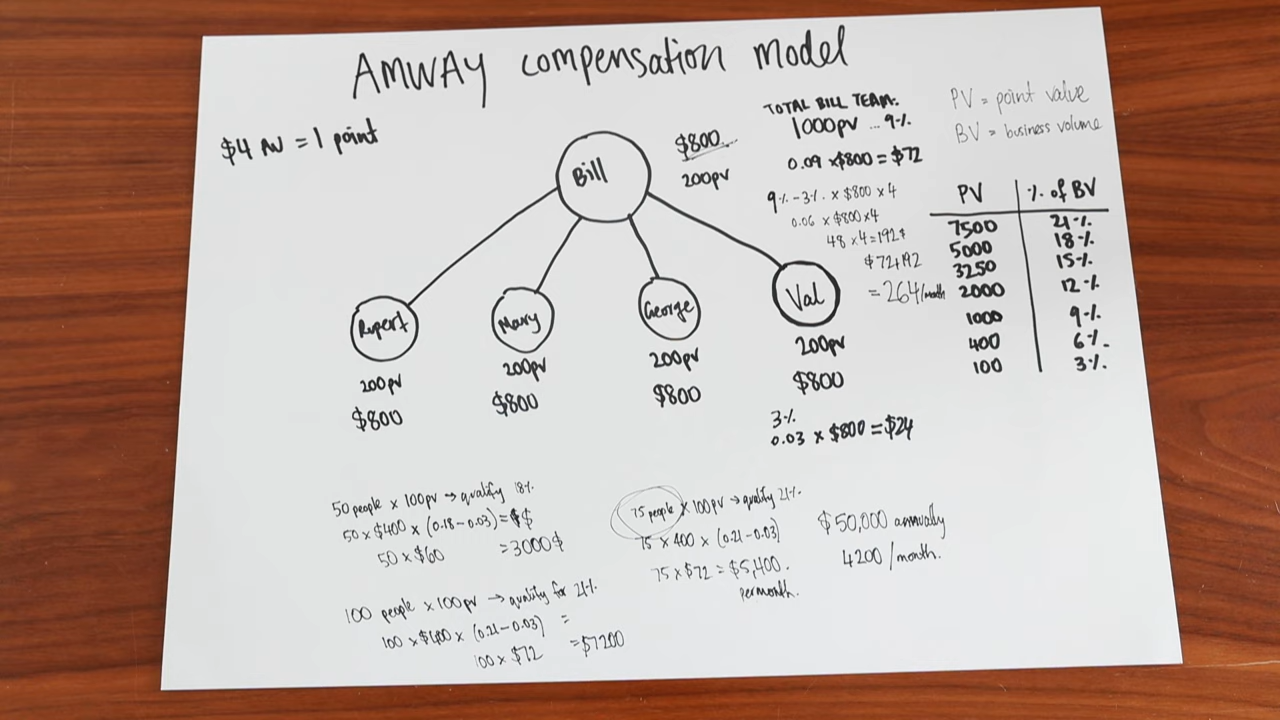 AMWAY compensation model
$4 AU = 1 point
Bill
$800
200pv
TOTAL BILL TEAM:
1000pv ... 9%
0.09 x $800 = $72
9% - 3% x $800 x 4
0.06 x $800 x 4
48 x 4 = 192$
$72+192
= 264/month
PV = point value
BV = business volume
PV % of BV
7500 21%
5000 18%
3250 15%
2000 12%
1000 9%
400 6%
100 3%
Rupert
200pv
$800
Mary
200pv
$800
George
200pv
$800
Val
200pv
$800
3%
0.03 x $800 = $24
50 people x 100pv → qualify 18%
50 x $400 x (0.18 - 0.03) = $
50 x $60 = 3000$
100 people x 100pv → qualify for 21%
100 x $400 x (0.21 - 0.03) =
100 x $72 = $7200
75 people x 100pv → qualify 21%
75 x 400 x (0.21 - 0.03)
75 x $72 = $5,400.
per month.
$50,000 annually
4200/month.